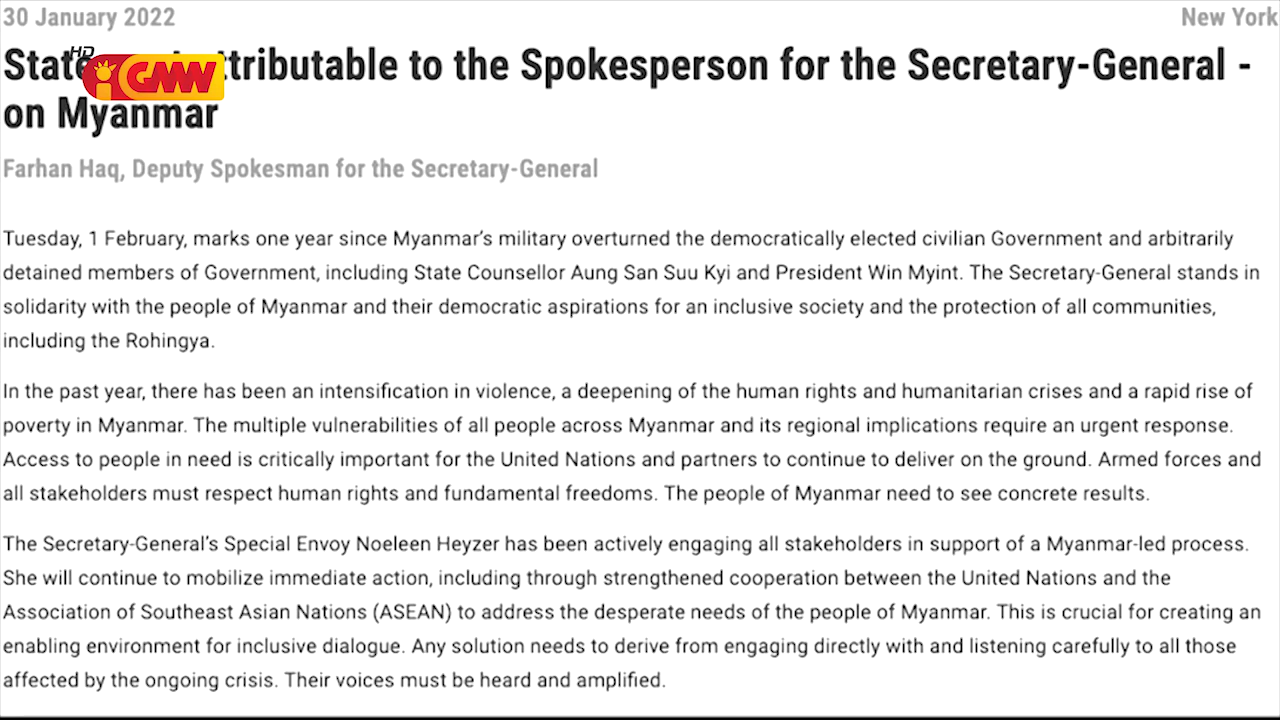 30 January 2022
New York
HD
GMW
Statement attributable to the Spokesperson for the Secretary-General -
on Myanmar
Farhan Haq, Deputy Spokesman for the Secretary-General
Tuesday, 1 February, marks one year since Myanmar’s military overturned the democratically elected civilian Government and arbitrarily
detained members of Government, including State Counsellor Aung San Suu Kyi and President Win Myint. The Secretary-General stands in
solidarity with the people of Myanmar and their democratic aspirations for an inclusive society and the protection of all communities,
including the Rohingya.
In the past year, there has been an intensification in violence, a deepening of the human rights and humanitarian crises and a rapid rise of
poverty in Myanmar. The multiple vulnerabilities of all people across Myanmar and its regional implications require an urgent response.
Access to people in need is critically important for the United Nations and partners to continue to deliver on the ground. Armed forces and
all stakeholders must respect human rights and fundamental freedoms. The people of Myanmar need to see concrete results.
The Secretary-General’s Special Envoy Noeleen Heyzer has been actively engaging all stakeholders in support of a Myanmar-led process.
She will continue to mobilize immediate action, including through strengthened cooperation between the United Nations and the
Association of Southeast Asian Nations (ASEAN) to address the desperate needs of the people of Myanmar. This is crucial for creating an
enabling environment for inclusive dialogue. Any solution needs to derive from engaging directly with and listening carefully to all those
affected by the ongoing crisis. Their voices must be heard and amplified.